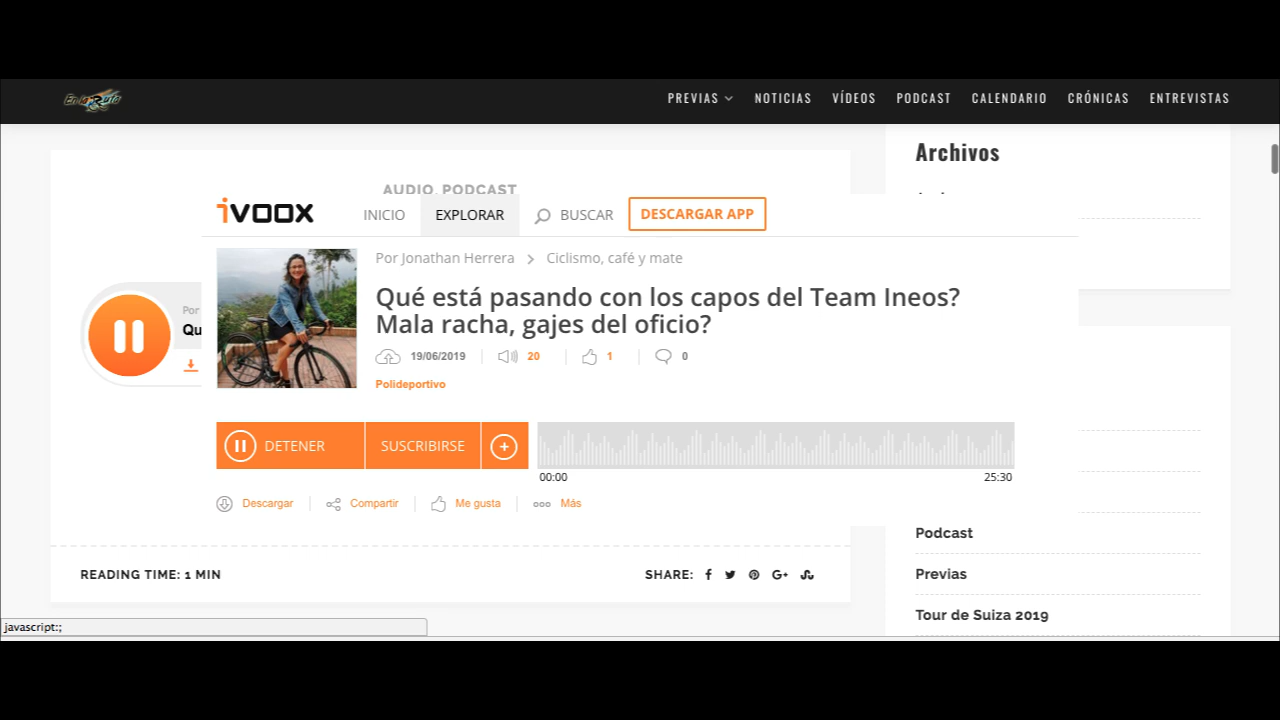 En la Ruta
PREVIAS NOTICIAS VÍDEOS PODCAST CALENDARIO CRÓNICAS ENTREVISTAS
Archivos
AUDIO, PODCAST
iVOOX INICIO EXPLORAR BUSCAR DESCARGAR APP
Por Jonathan Herrera Ciclismo, café y mate
Qué está pasando con los capos del Team Ineos?
Mala racha, gajes del oficio?
19/06/2019 20 1 0
Polideportivo
Por
Qu
DETENER SUSCRIBIRSE
00:00 25:30
Descargar Compartir Me gusta Más
Podcast
Previas
Tour de Suiza 2019
READING TIME: 1 MIN SHARE:
javascript:;